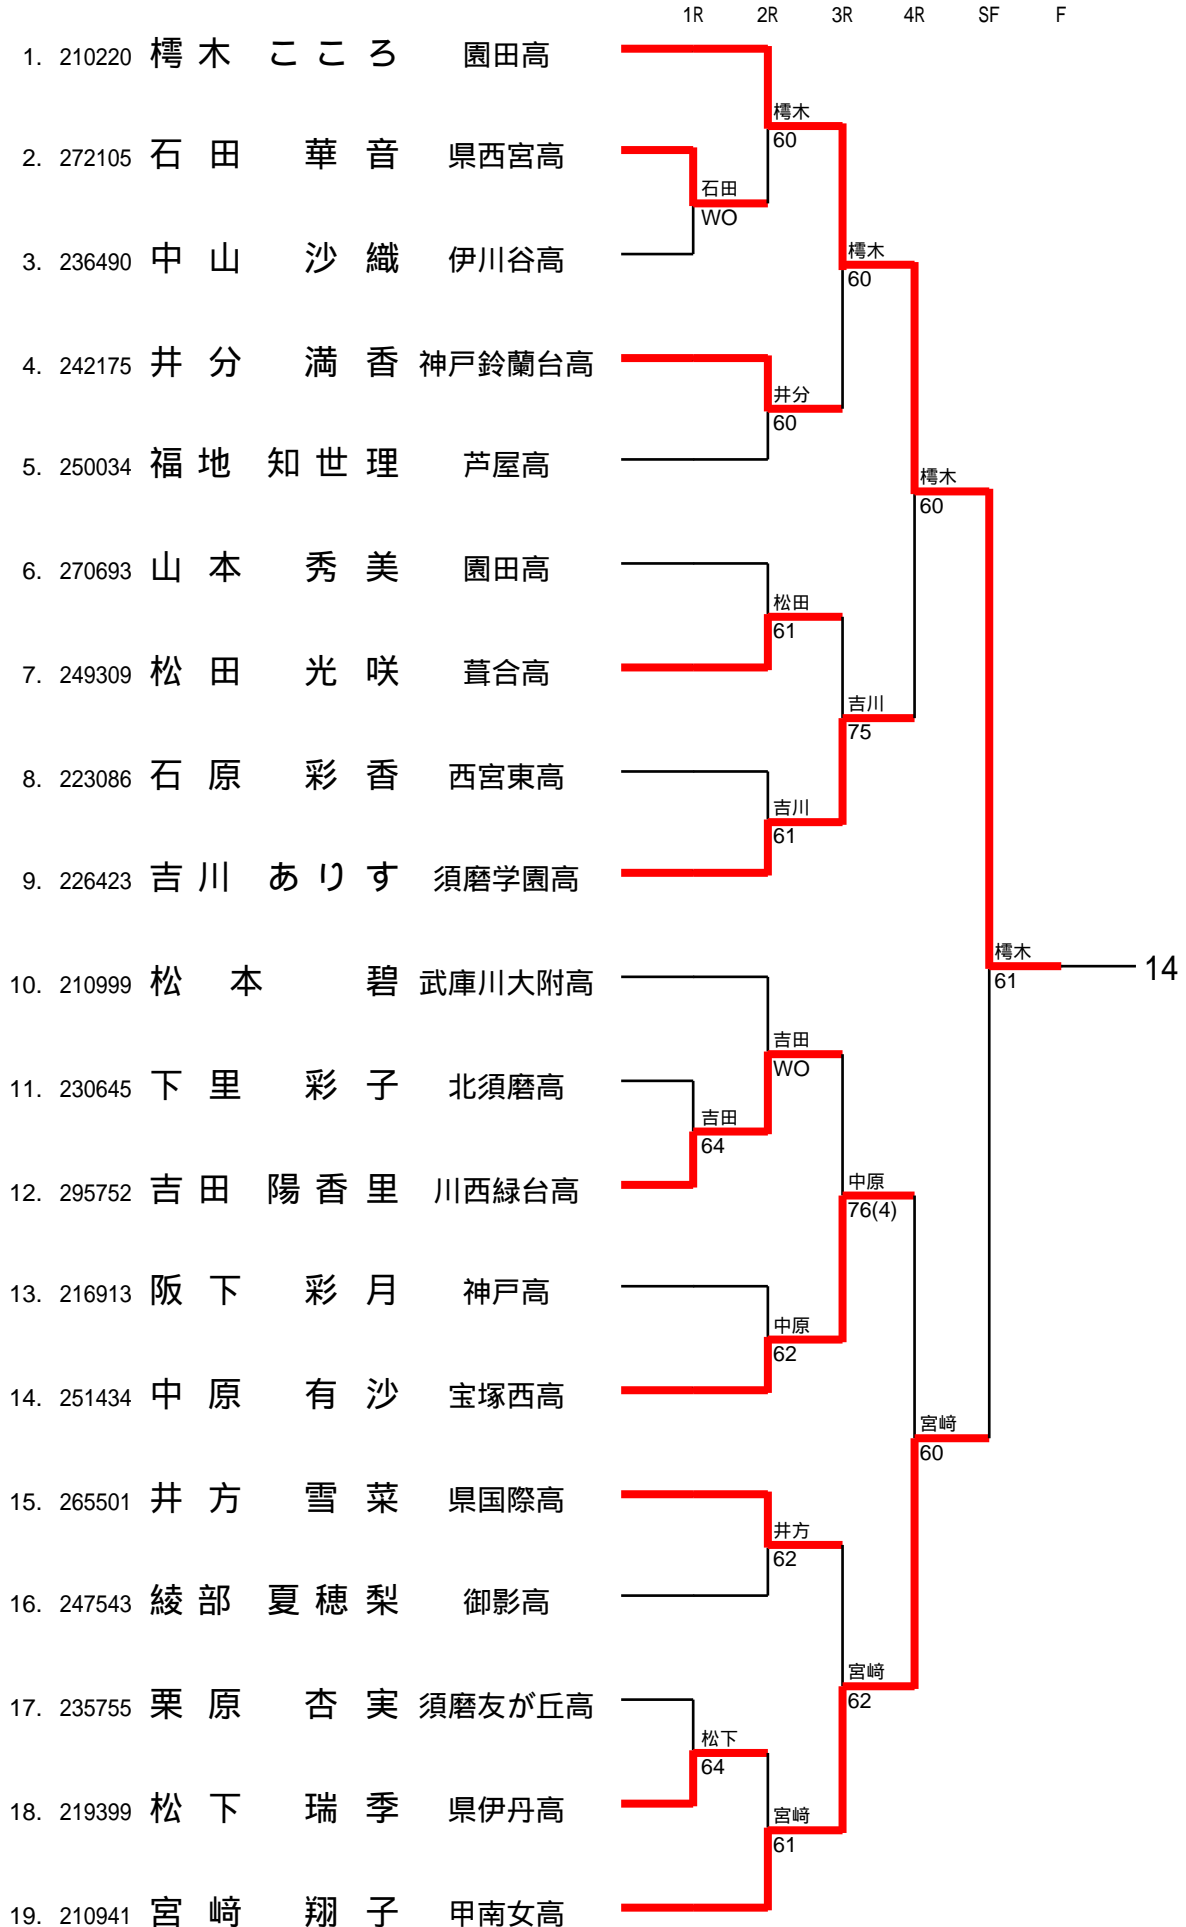 1R 2R 3R 4R SF F
1. 210220 樗木 こころ 園田高
樗木
60
2. 272105 石田 華音 県西宮高
石田
WO
3. 236490 中山 沙織 伊川谷高
樗木
60
4. 242175 井分 満香 神戸鈴蘭台高
井分
60
5. 250034 福地 知世理 芦屋高
樗木
60
6. 270693 山本 秀美 園田高
松田
61
7. 249309 松田 光咲 葺合高
吉川
75
8. 223086 石原 彩香 西宮東高
吉川
61
9. 226423 吉川 ありす 須磨学園高
樗木
61
14
10. 210999 松本 碧 武庫川大附高
吉田
WO
11. 230645 下里 彩子 北須磨高
吉田
64
12. 295752 吉田 陽香里 川西緑台高
中原
76(4)
13. 216913 阪下 彩月 神戸高
中原
62
14. 251434 中原 有沙 宝塚西高
宮﨑
60
15. 265501 井方 雪菜 県国際高
井方
62
16. 247543 綾部 夏穂梨 御影高
宮﨑
62
17. 235755 栗原 杏実 須磨友が丘高
松下
64
18. 219399 松下 瑞季 県伊丹高
宮﨑
61
19. 210941 宮﨑 翔子 甲南女高